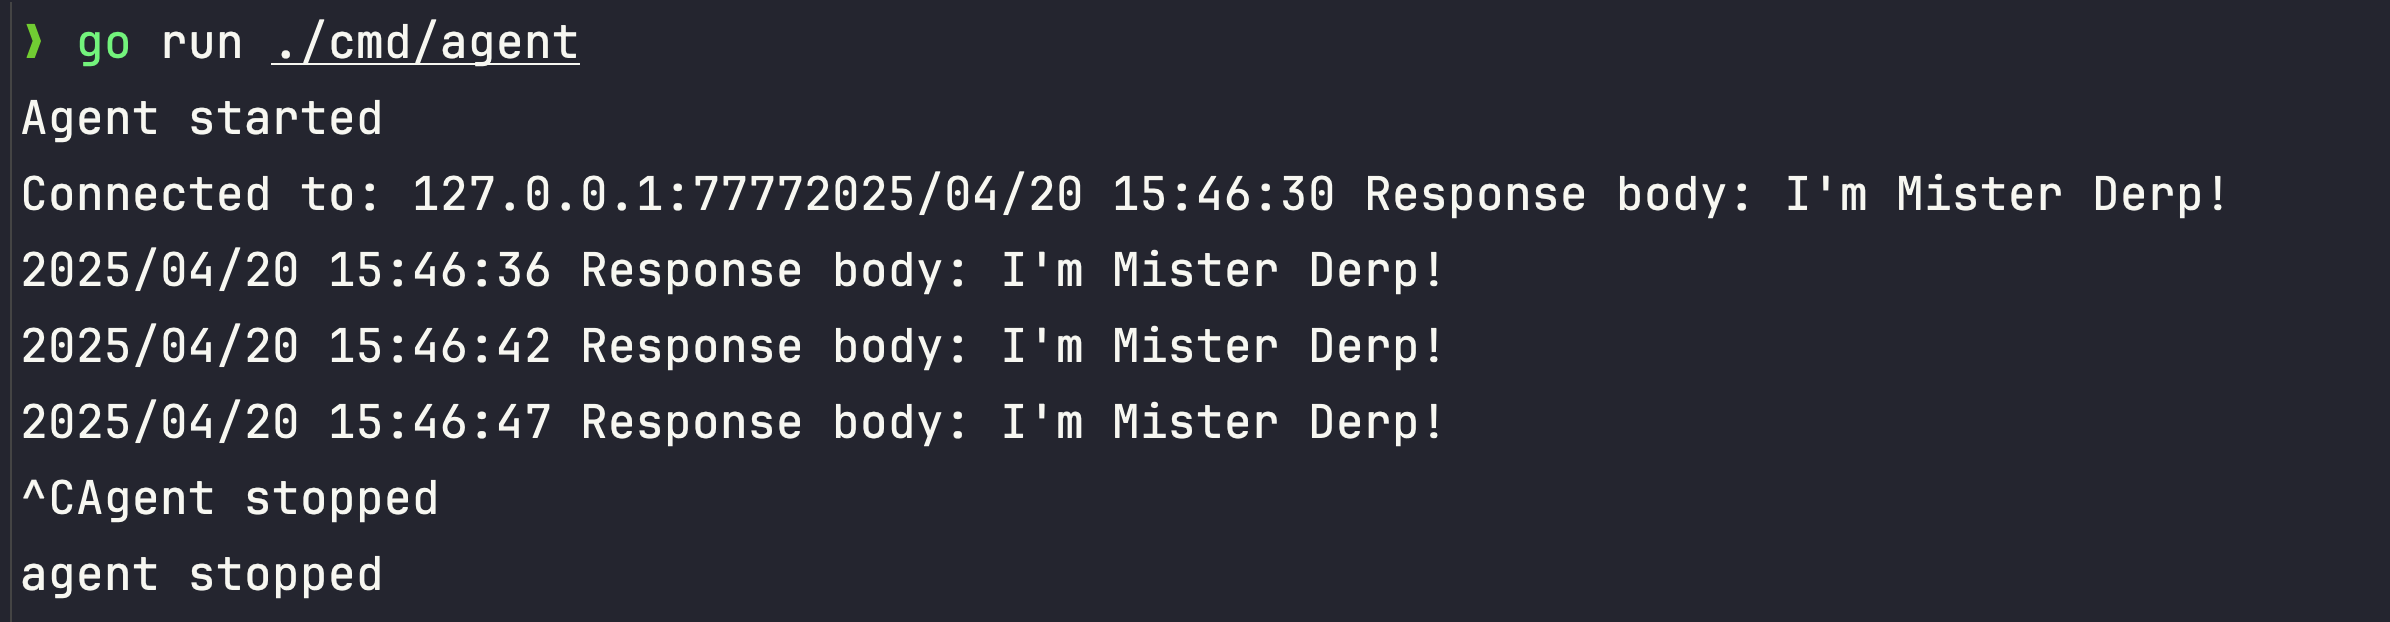 ❯ go run ./cmd/agent
Agent started
Connected to: 127.0.0.1:77772025/04/20 15:46:30 Response body: I'm Mister Derp!
2025/04/20 15:46:36 Response body: I'm Mister Derp!
2025/04/20 15:46:42 Response body: I'm Mister Derp!
2025/04/20 15:46:47 Response body: I'm Mister Derp!
^CAgent stopped
agent stopped